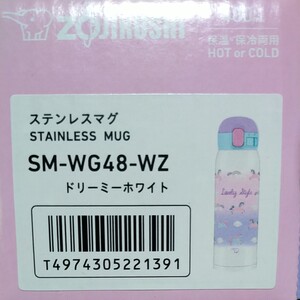 ZOJIRUSHI
保温・保冷両用
HOT or COLD
ステンレスマグ
STAINLESS MUG
SM-WG48-WZ
ドリーミーホワイト
T4974305221391